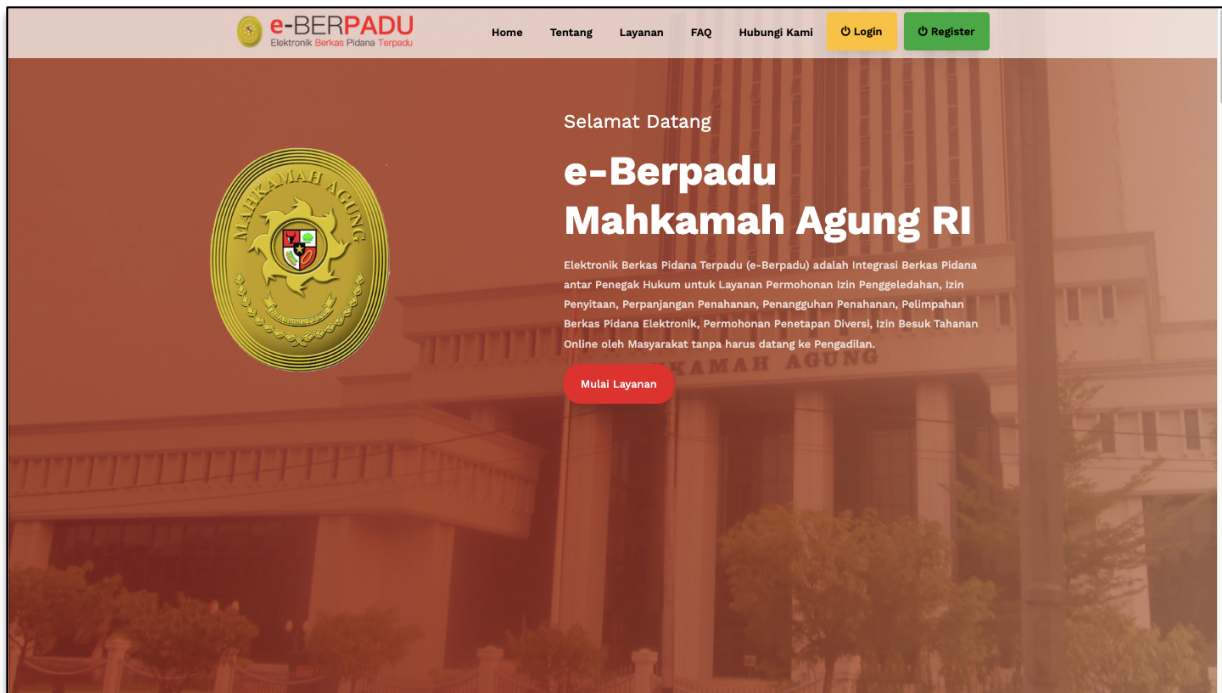 e-BERPADU
Elektronik Berkas Pidana Terpadu
Home Tentang Layanan FAQ Hubungi Kami Login Register
Selamat Datang
e-Berpadu
Mahkamah Agung RI
Elektronik Berkas Pidana Terpadu (e-Berpadu) adalah Integrasi Berkas Pidana
antar Penegak Hukum untuk Layanan Permohonan Izin Penggeledahan, Izin
Penyitaan, Perpanjangan Penahanan, Penangguhan Penahanan, Pelimpahan
Berkas Pidana Elektronik, Permohonan Penetapan Diversi, Izin Besuk Tahanan
Online oleh Masyarakat tanpa harus datang ke Pengadilan.
Mulai Layanan
MAHKAMAH AGUNG
KAMAH AGUNG